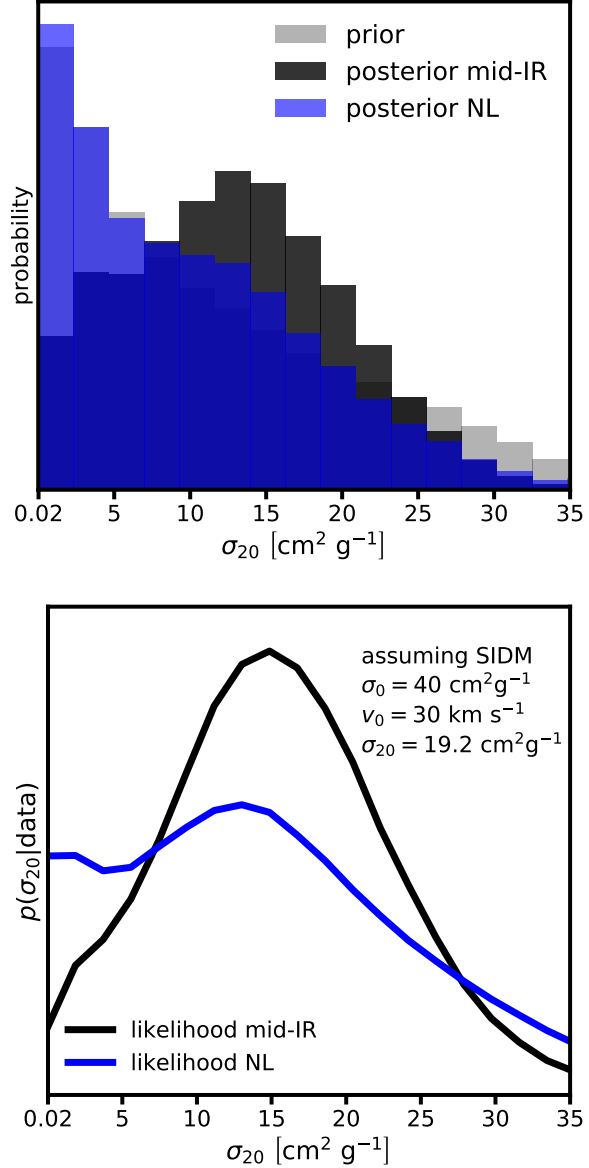 prior
posterior mid-IR
posterior NL
probability
0.02 5 10 15 20 25 30 35
σ₂₀ [cm² g⁻¹]
assuming SIDM
σ₀ = 40 cm²g⁻¹
v₀ = 30 km s⁻¹
σ₂₀ = 19.2 cm²g⁻¹
p(σ₂₀|data)
likelihood mid-IR
likelihood NL
0.02 5 10 15 20 25 30 35
σ₂₀ [cm² g⁻¹]